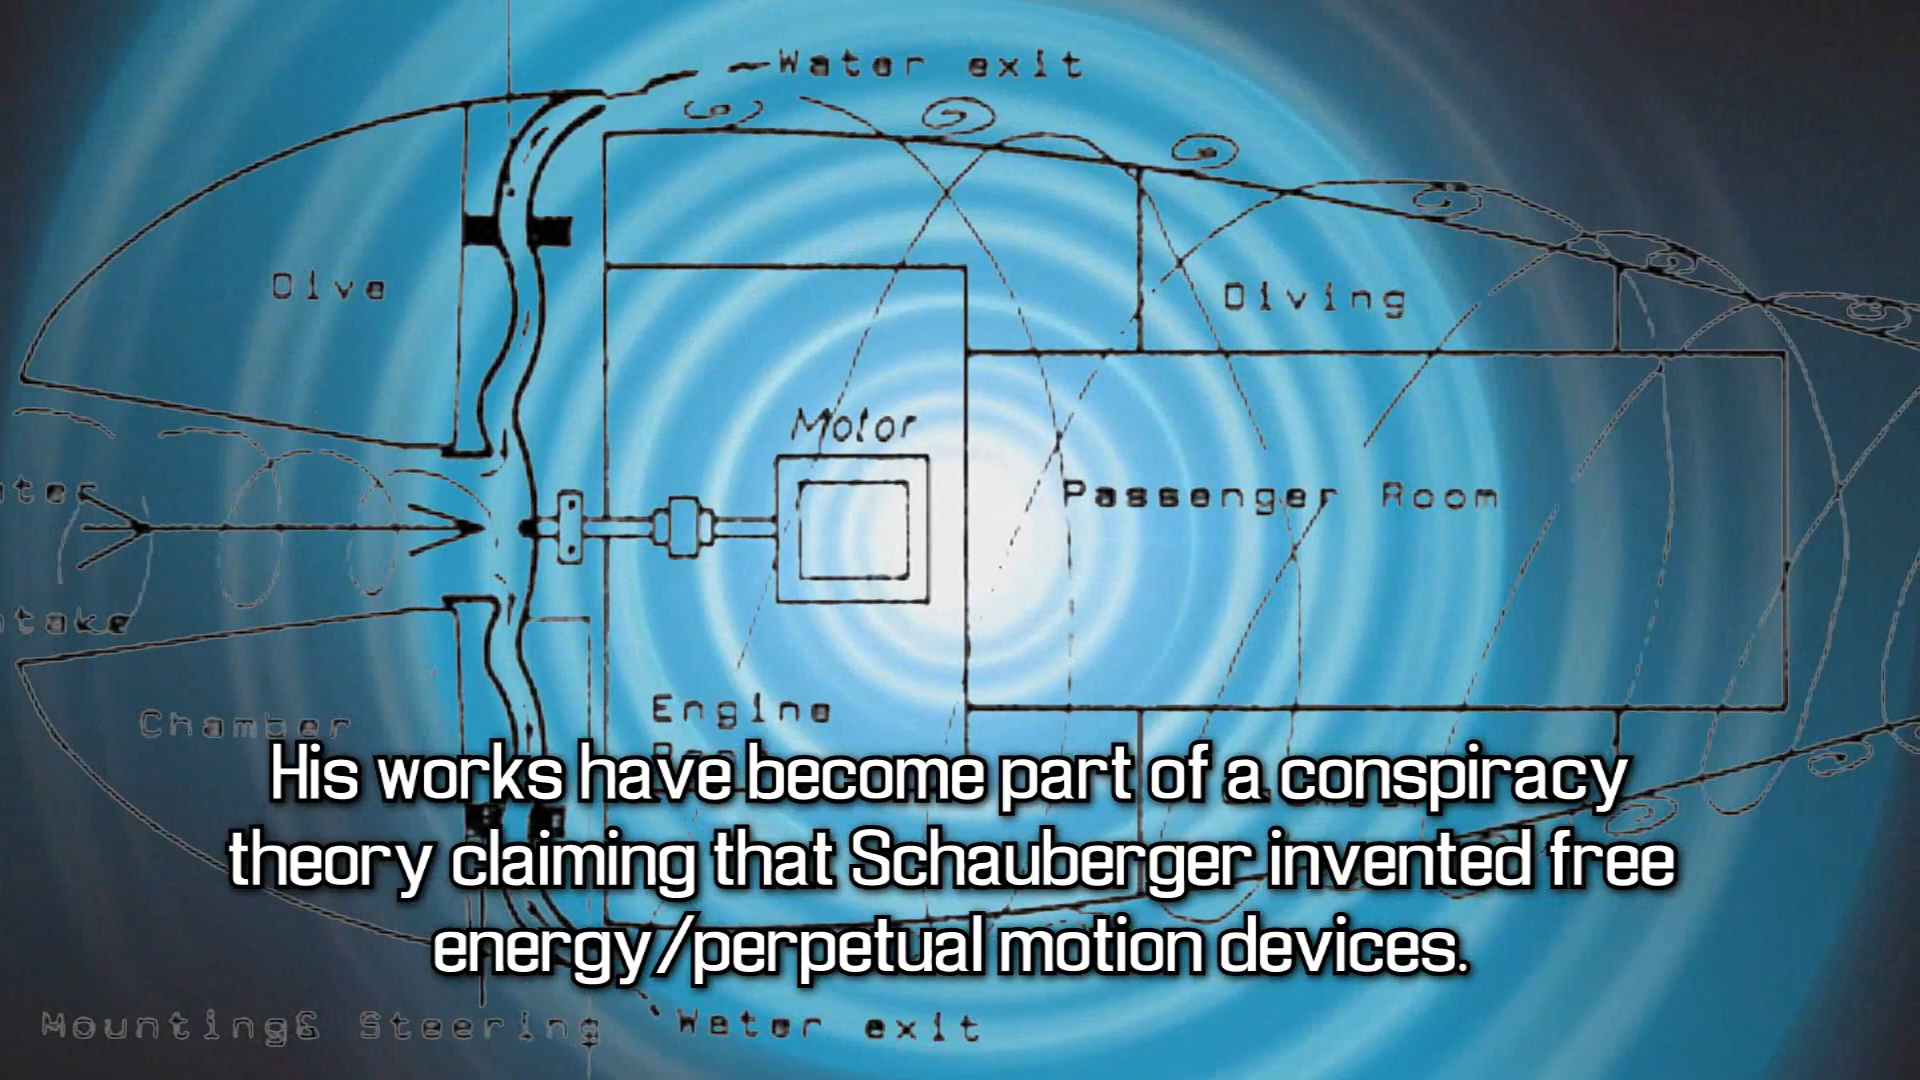 Water exit
Dive
Diving
Motor
Passenger Room
Chamber
Engine
His works have become part of a conspiracy
theory claiming that Schauberger invented free
energy/perpetual motion devices.
Mounting& Steering
Water exit